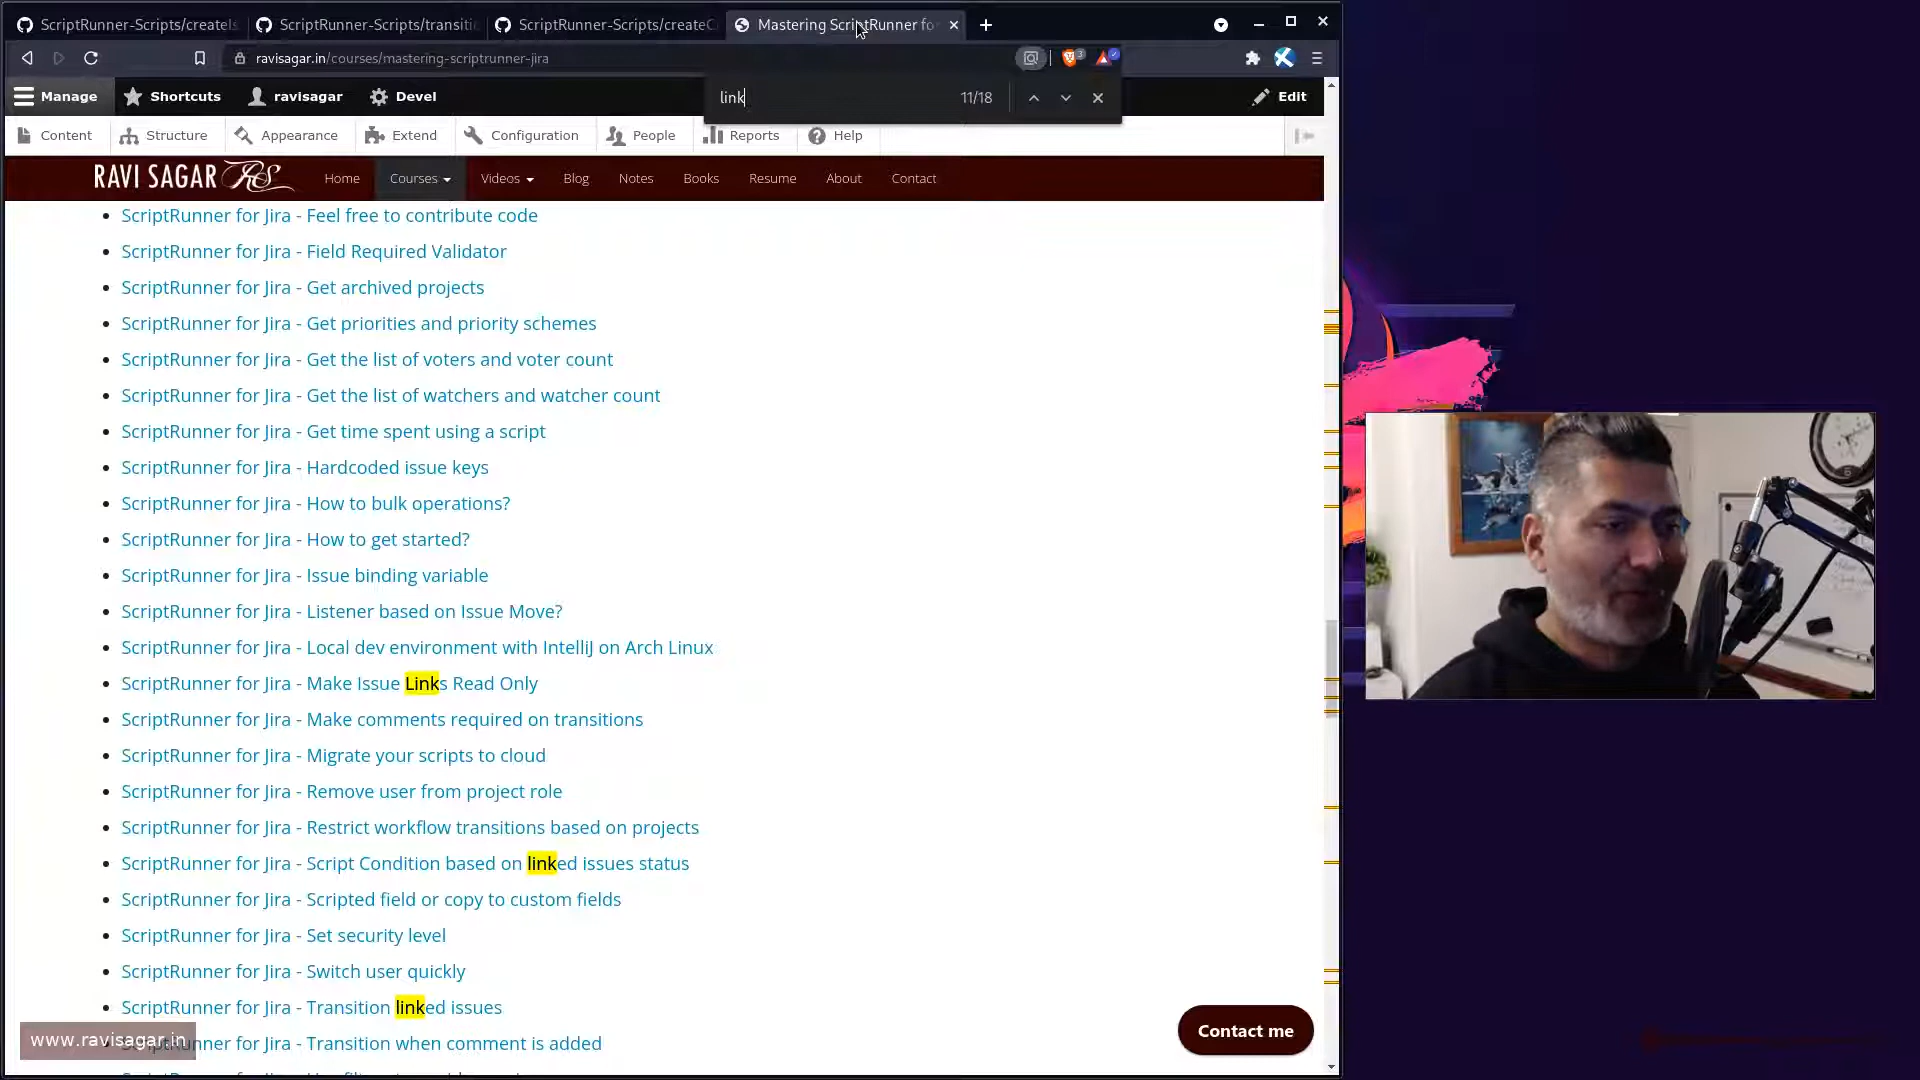 ScriptRunner-Scripts/createIs
ScriptRunner-Scripts/transitio
ScriptRunner-Scripts/createC
Mastering ScriptRunner fo
ravisagar.in/courses/mastering-scriptrunner-jira
3
Manage
Shortcuts
ravisagar
Devel
link
11/18
Edit
Content
Structure
Appearance
Extend
Configuration
People
Reports
Help
RAVI SAGAR RS
Home
Courses
Videos
Blog
Notes
Books
Resume
About
Contact
ScriptRunner for Jira - Feel free to contribute code
ScriptRunner for Jira - Field Required Validator
ScriptRunner for Jira - Get archived projects
ScriptRunner for Jira - Get priorities and priority schemes
ScriptRunner for Jira - Get the list of voters and voter count
ScriptRunner for Jira - Get the list of watchers and watcher count
ScriptRunner for Jira - Get time spent using a script
ScriptRunner for Jira - Hardcoded issue keys
ScriptRunner for Jira - How to bulk operations?
ScriptRunner for Jira - How to get started?
ScriptRunner for Jira - Issue binding variable
ScriptRunner for Jira - Listener based on Issue Move?
ScriptRunner for Jira - Local dev environment with IntelliJ on Arch Linux
ScriptRunner for Jira - Make Issue Links Read Only
ScriptRunner for Jira - Make comments required on transitions
ScriptRunner for Jira - Migrate your scripts to cloud
ScriptRunner for Jira - Remove user from project role
ScriptRunner for Jira - Restrict workflow transitions based on projects
ScriptRunner for Jira - Script Condition based on linked issues status
ScriptRunner for Jira - Scripted field or copy to custom fields
ScriptRunner for Jira - Set security level
ScriptRunner for Jira - Switch user quickly
ScriptRunner for Jira - Transition linked issues
Contact me
www.ravisagar.in
ScriptRunner for Jira - Transition when comment is added